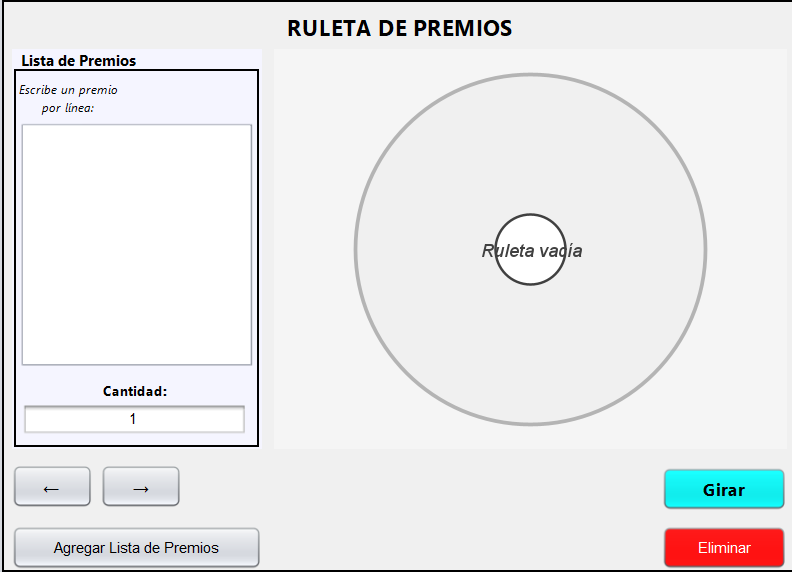 RULETA DE PREMIOS
Lista de Premios
Escribe un premio
por línea:
Cantidad:
1
Ruleta vacía
← →
Girar
Agregar Lista de Premios
Eliminar